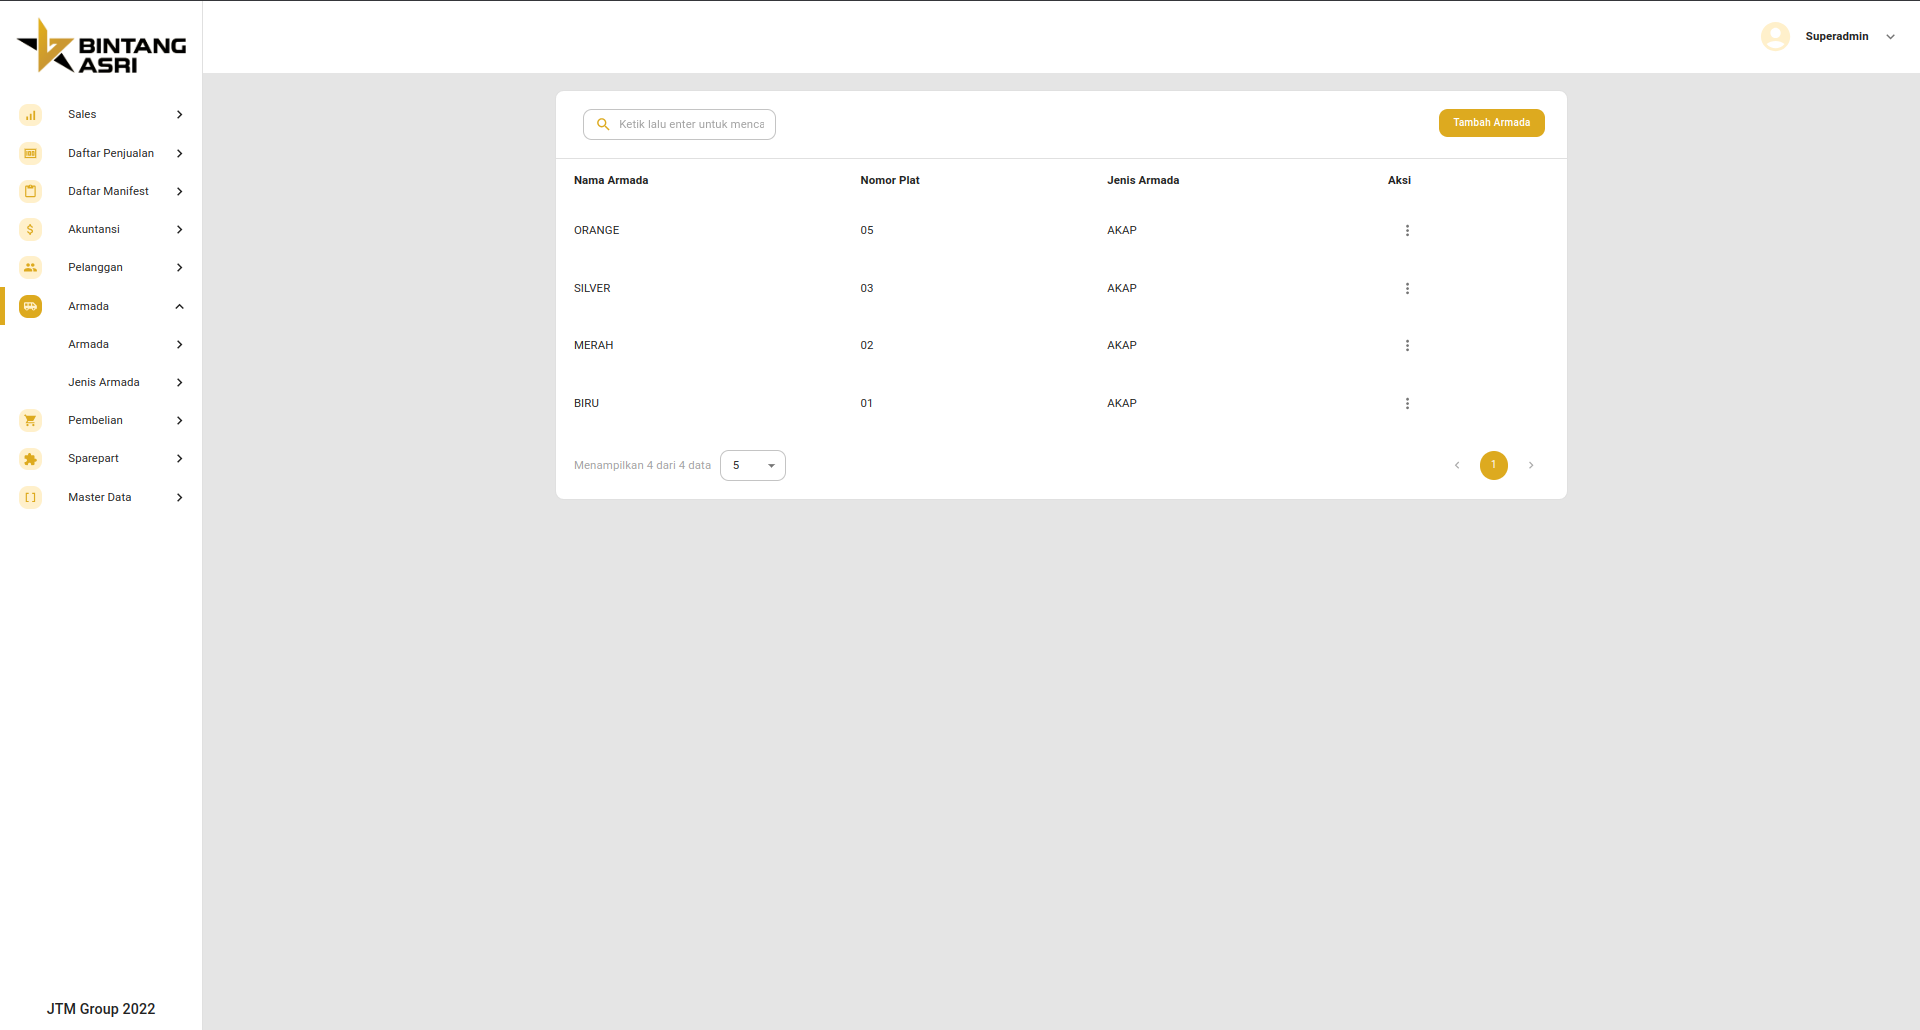 BINTANG
ASRI
Superadmin
Sales
Daftar Penjualan
Daftar Manifest
Akuntansi
Pelanggan
Armada
Armada
Jenis Armada
Pembelian
Sparepart
Master Data
JTM Group 2022
Ketik lalu enter untuk menca
Tambah Armada
Nama Armada Nomor Plat Jenis Armada Aksi
ORANGE 05 AKAP
SILVER 03 AKAP
MERAH 02 AKAP
BIRU 01 AKAP
Menampilkan 4 dari 4 data 5 1